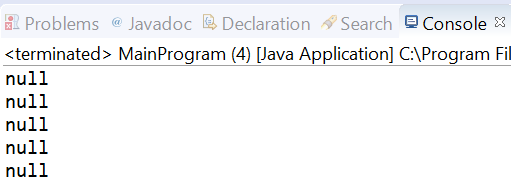 Problems @ Javadoc Declaration Search Console
<terminated> MainProgram (4) [Java Application] C:\Program Fil
null
null
null
null
null